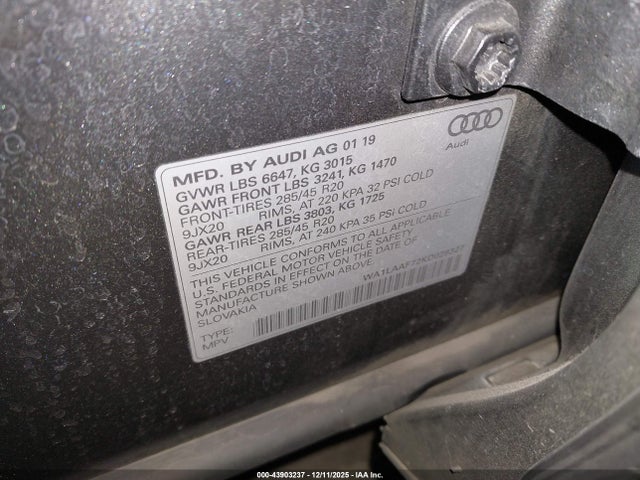 MFD. BY AUDI AG 01 19
GVWR LBS 6647, KG 3015
GAWR FRONT LBS 3241, KG 1470
FRONT-TIRES 285/45 R20
9JX20 RIMS, AT 220 KPA 32 PSI COLD
GAWR REAR LBS 3803, KG 1725
REAR-TIRES 285/45 R20
9JX20 RIMS, AT 240 KPA 35 PSI COLD
THIS VEHICLE CONFORMS TO ALL APPLICABLE
U.S. FEDERAL MOTOR VEHICLE SAFETY
STANDARDS IN EFFECT ON THE DATE OF
MANUFACTURE SHOWN ABOVE.
SLOVAKIA
TYPE:
MPV
Audi
000-43903237 - 12/11/2025 - IAA Inc.